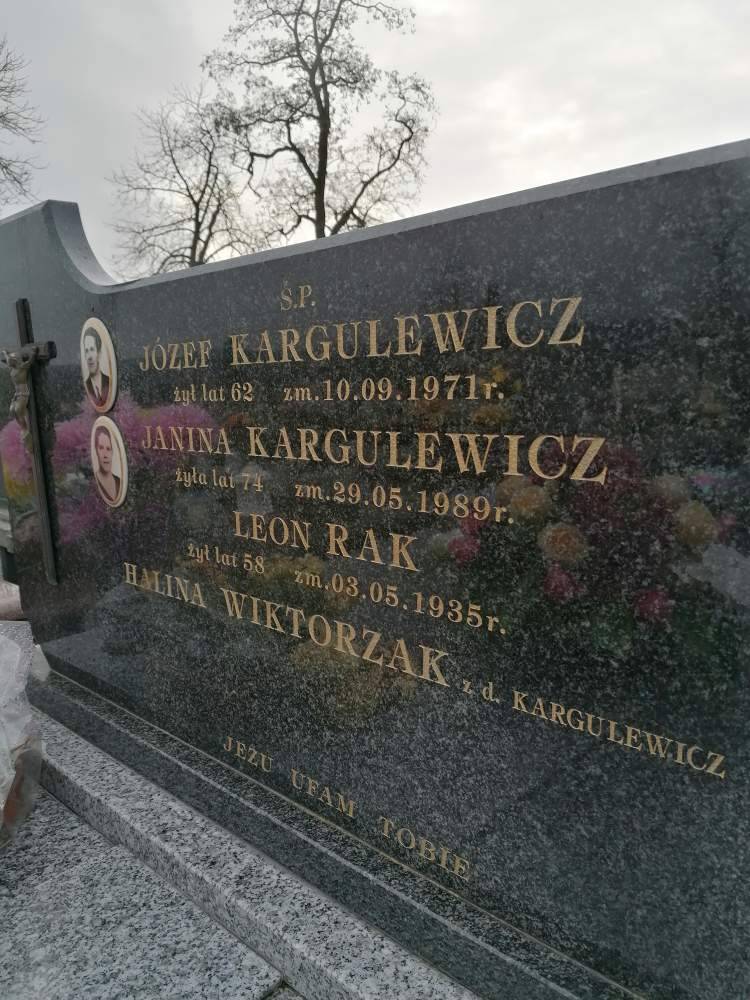 Ś.P.
JÓZEF KARGULEWICZ
żył lat 62 zm.10.09.1971r.
JANINA KARGULEWICZ
żyła lat 74 zm.29.05.1989r.
LEON RAK
żył lat 58 zm.03.05.1935r.
HALINA WIKTORZAK z d. KARGULEWICZ
JEZU UFAM TOBIE